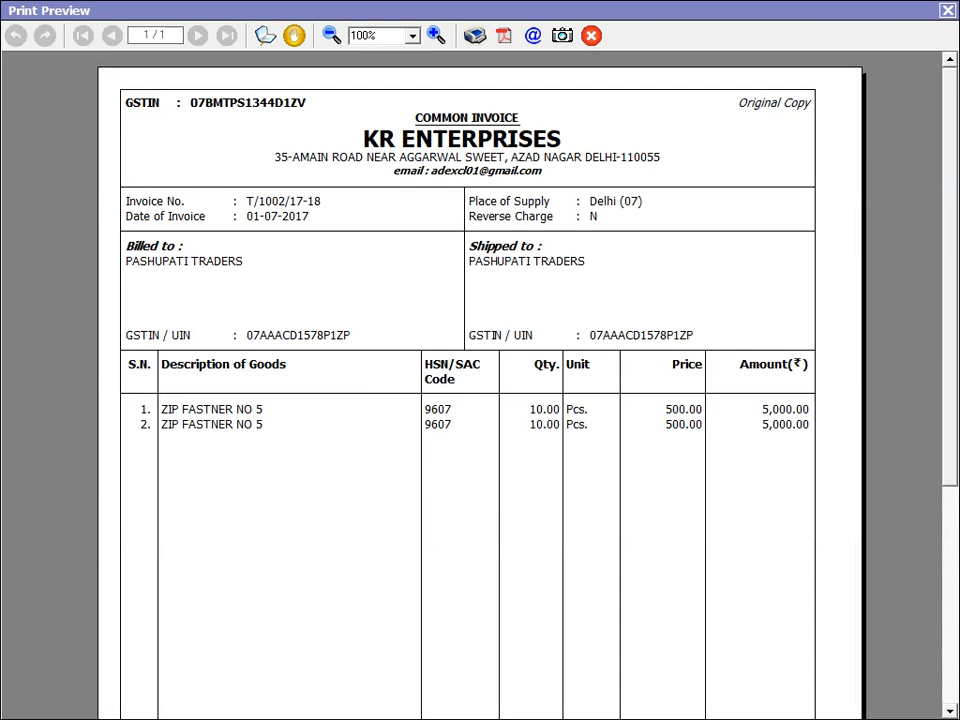 Print Preview
1 / 1
100%
GSTIN : 07BMTPS1344D1ZV
Original Copy
COMMON INVOICE
KR ENTERPRISES
35-AMAIN ROAD NEAR AGGARWAL SWEET, AZAD NAGAR DELHI-110055
email : adexcl01@gmail.com
Invoice No. : T/1002/17-18
Date of Invoice : 01-07-2017
Place of Supply : Delhi (07)
Reverse Charge : N
Billed to :
PASHUPATI TRADERS
GSTIN / UIN : 07AAACD1578P1ZP
Shipped to :
PASHUPATI TRADERS
GSTIN / UIN : 07AAACD1578P1ZP
S.N. Description of Goods HSN/SAC Code Qty. Unit Price Amount(₹)
1. ZIP FASTNER NO 5 9607 10.00 Pcs. 500.00 5,000.00
2. ZIP FASTNER NO 5 9607 10.00 Pcs. 500.00 5,000.00